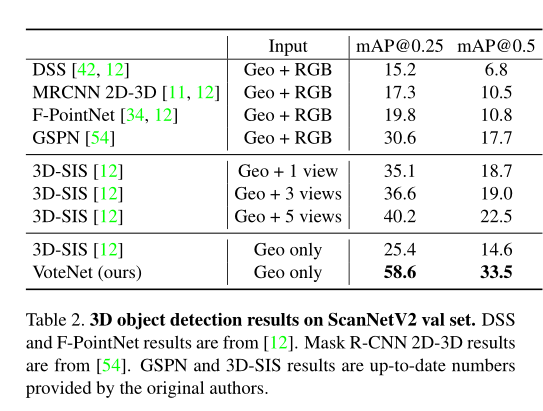 Input mAP@0.25 mAP@0.5
DSS [42, 12] Geo + RGB 15.2 6.8
MRCNN 2D-3D [11, 12] Geo + RGB 17.3 10.5
F-PointNet [34, 12] Geo + RGB 19.8 10.8
GSPN [54] Geo + RGB 30.6 17.7
3D-SIS [12] Geo + 1 view 35.1 18.7
3D-SIS [12] Geo + 3 views 36.6 19.0
3D-SIS [12] Geo + 5 views 40.2 22.5
3D-SIS [12] Geo only 25.4 14.6
VoteNet (ours) Geo only 58.6 33.5
Table 2. 3D object detection results on ScanNetV2 val set. DSS
and F-PointNet results are from [12]. Mask R-CNN 2D-3D results
are from [54]. GSPN and 3D-SIS results are up-to-date numbers
provided by the original authors.